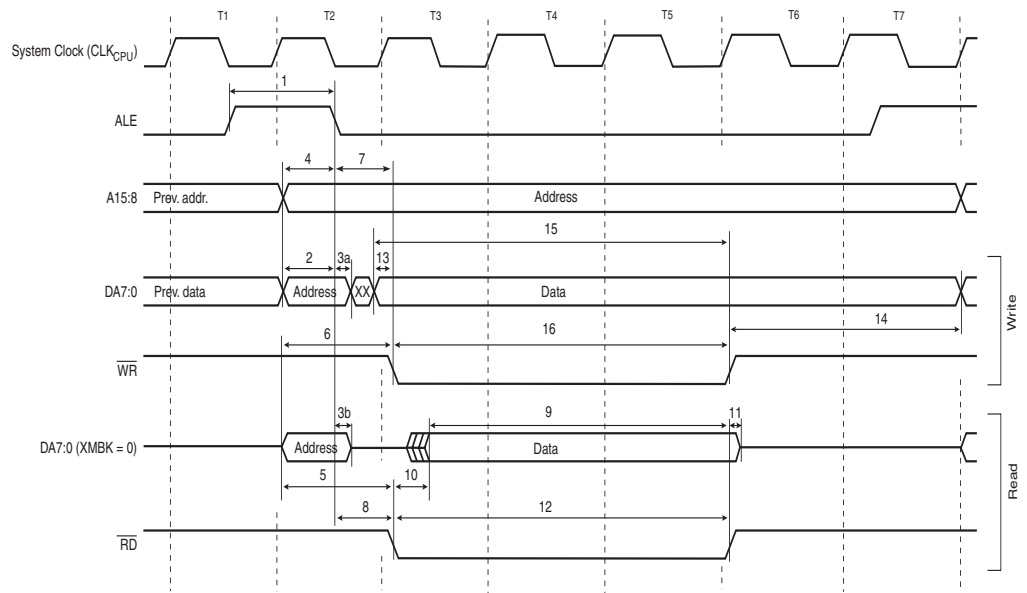 T1 T2 T3 T4 T5 T6 T7
System Clock (CLKCPU)
1
ALE
4 7
A15:8 Prev. addr. Address
15
2 3a 13
DA7:0 Prev. data Address XX Data
Write
6 16 14
WR
3b 9 11
DA7:0 (XMBK = 0) Address Data
Read
5 10
8 12
RD